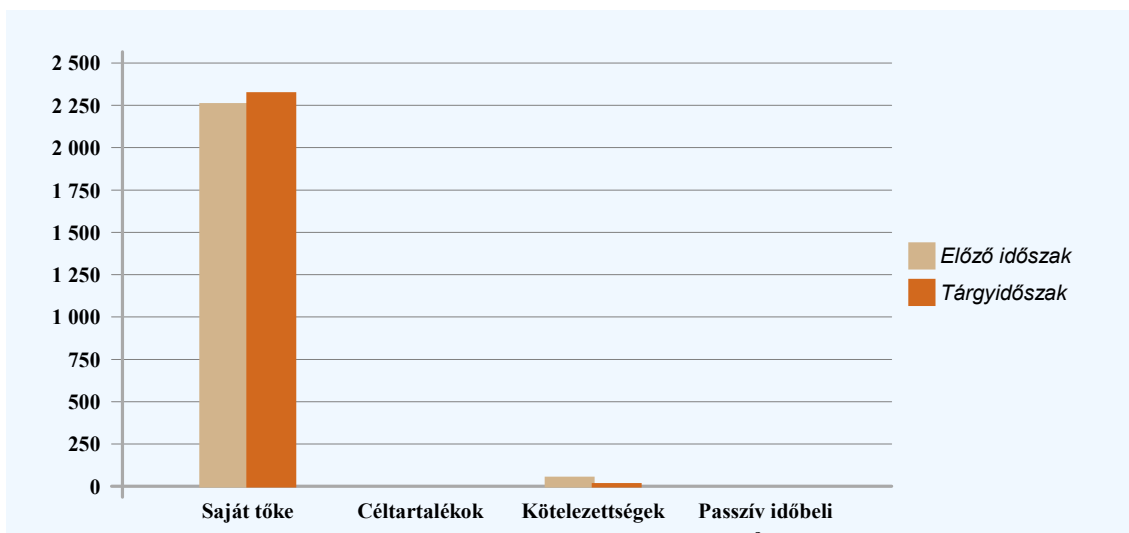 2 500
2 250
2 000
1 750
1 500
1 250
1 000
750
500
250
0
Saját tőke
Céltartalékok
Kötelezettségek
Passzív időbeli
Előző időszak
Tárgyidőszak